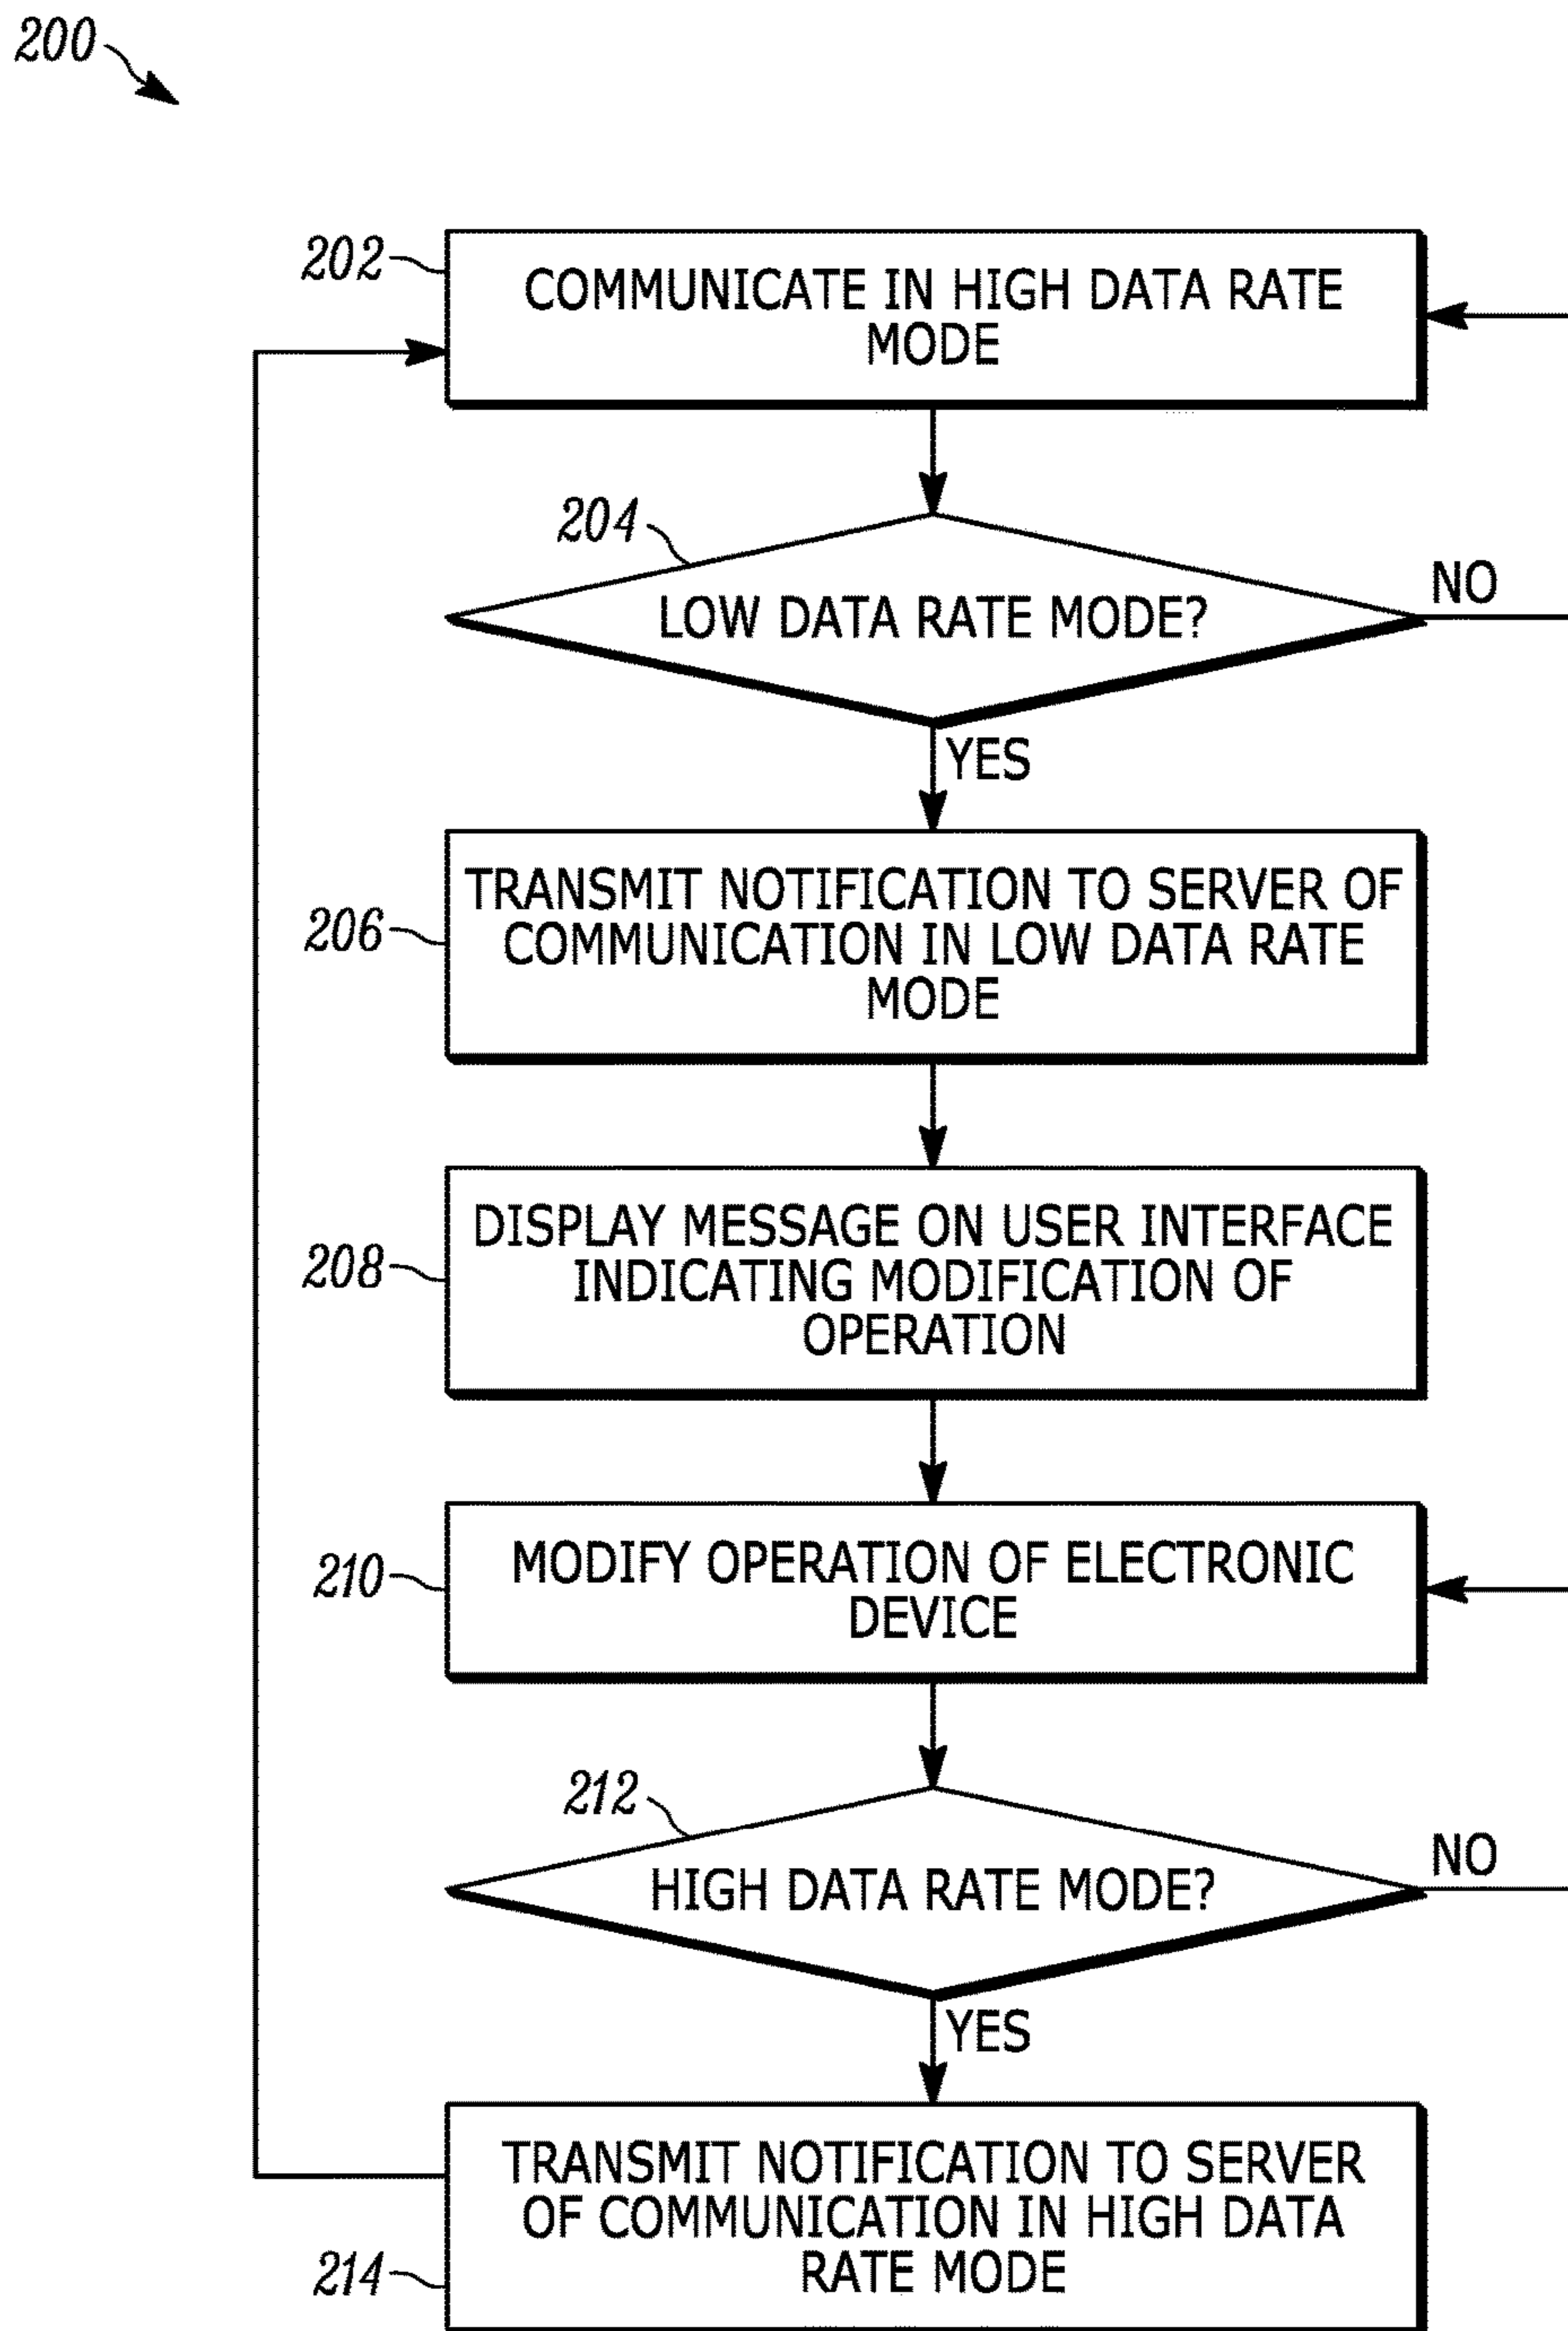 200
202
COMMUNICATE IN HIGH DATA RATE
MODE
204
LOW DATA RATE MODE?
NO
YES
206
TRANSMIT NOTIFICATION TO SERVER OF
COMMUNICATION IN LOW DATA RATE
MODE
208
DISPLAY MESSAGE ON USER INTERFACE
INDICATING MODIFICATION OF
OPERATION
210
MODIFY OPERATION OF ELECTRONIC
DEVICE
212
HIGH DATA RATE MODE?
NO
YES
214
TRANSMIT NOTIFICATION TO SERVER
OF COMMUNICATION IN HIGH DATA
RATE MODE